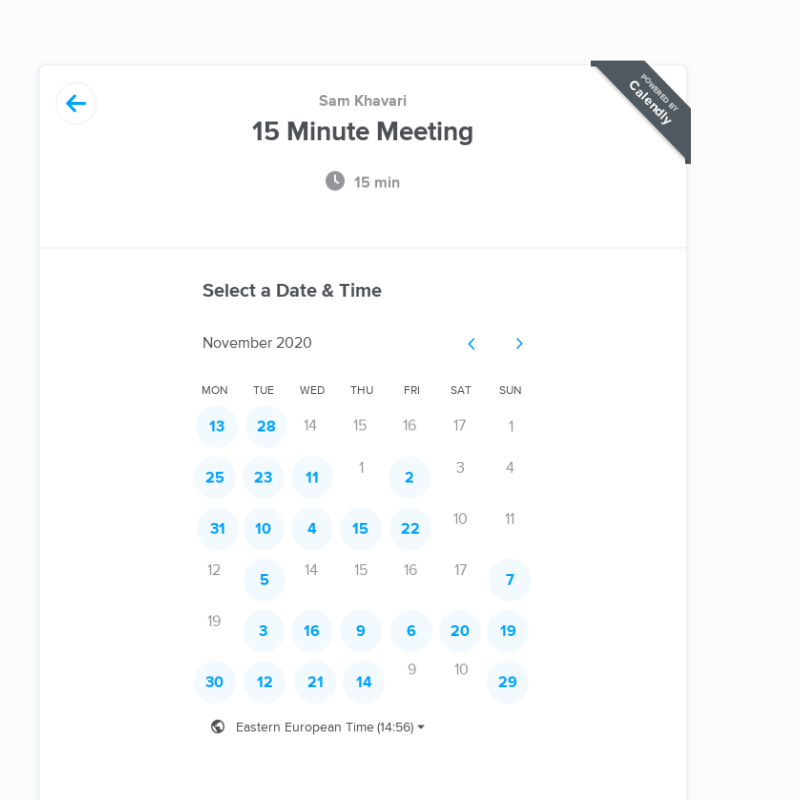 Sam Khavari
15 Minute Meeting
15 min
POWERED BY
Calendly
Select a Date & Time
November 2020
MON TUE WED THU FRI SAT SUN
13 28 14 15 16 17 1
25 23 11 1 2 3 4
31 10 4 15 22 10 11
12 5 14 15 16 17 7
19 3 16 9 6 20 19
30 12 21 14 9 10 29
Eastern European Time (14:56)